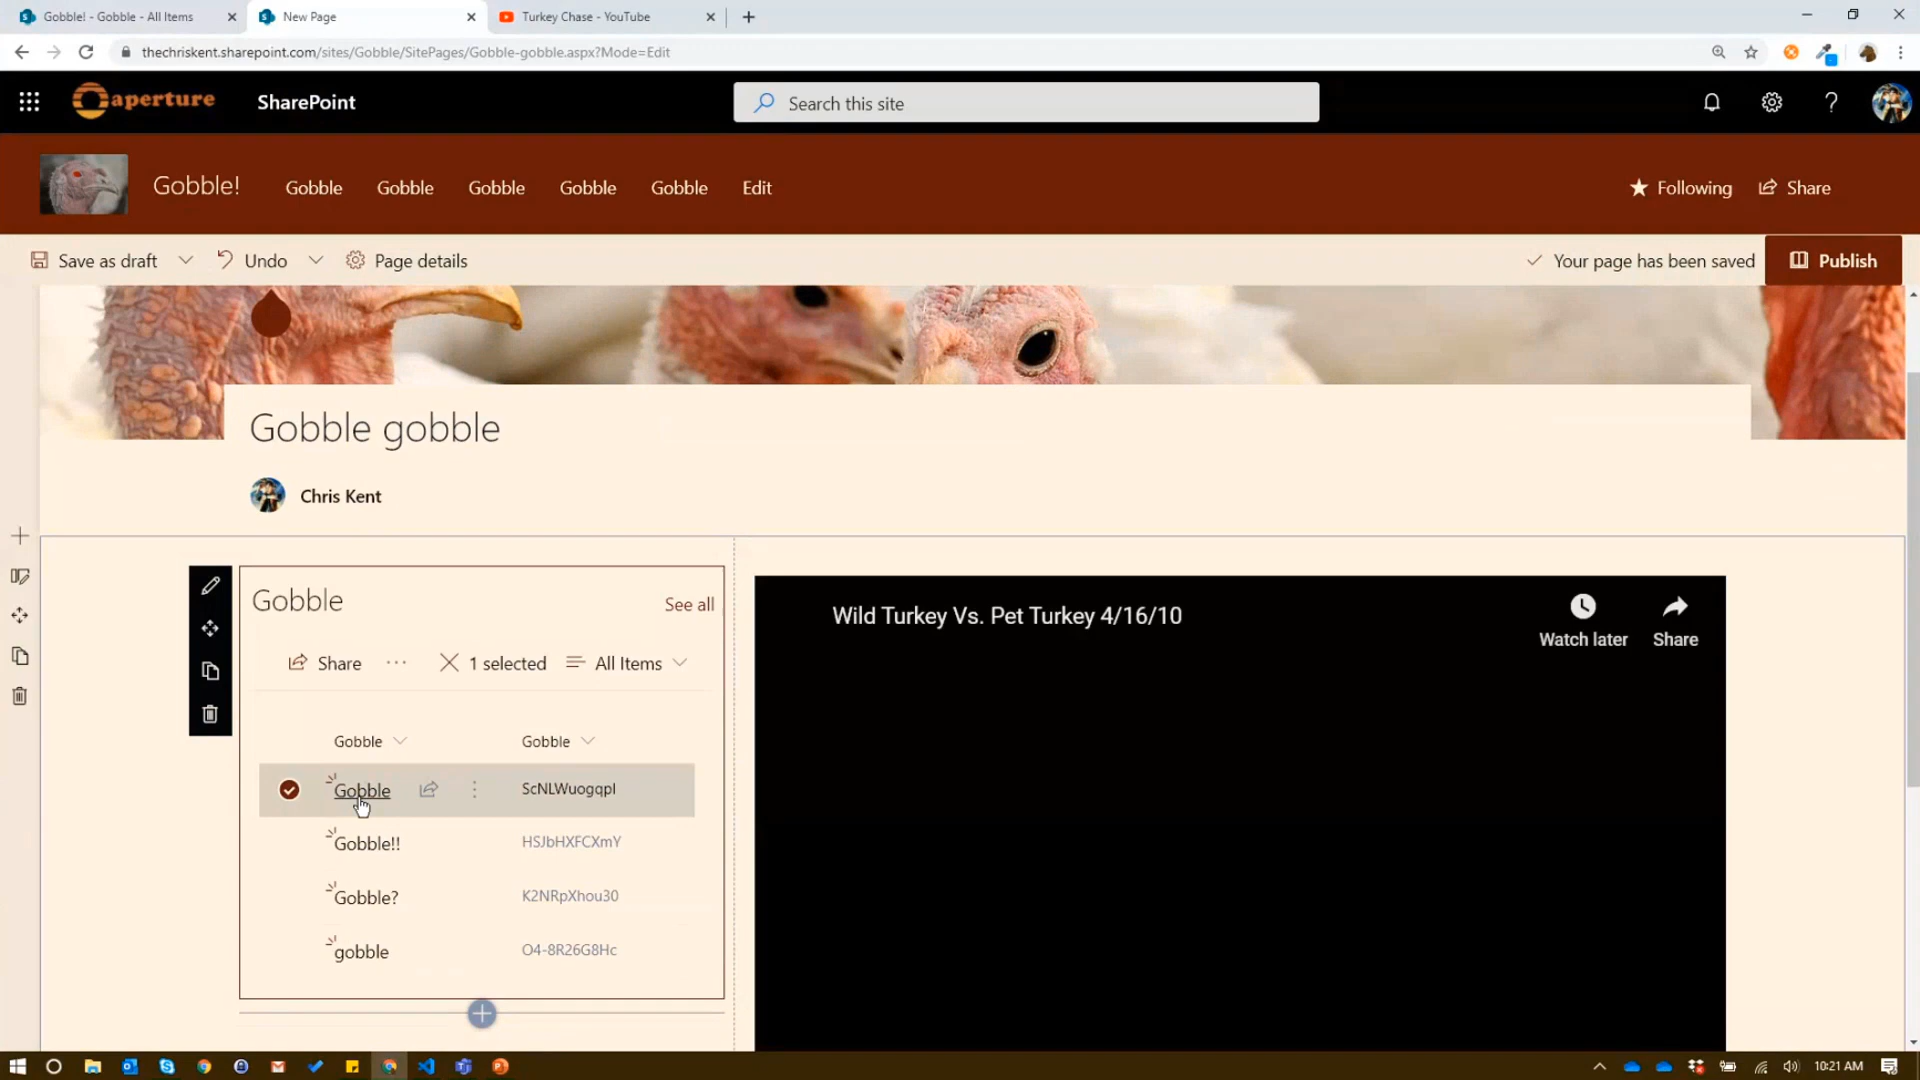 Gobble! - Gobble - All Items
New Page
Turkey Chase - YouTube
thechriskent.sharepoint.com/sites/Gobble/SitePages/Gobble-gobble.aspx?Mode=Edit
aperture SharePoint Search this site
Gobble! Gobble Gobble Gobble Gobble Gobble Edit Following Share
Save as draft Undo Page details Your page has been saved Publish
Gobble gobble
Chris Kent
Gobble See all
Share 1 selected All Items
Gobble Gobble
Gobble ScNLWuogqpI
Gobble!! HSJbHXFCXmY
Gobble? K2NRpXhou30
gobble O4-8R26G8Hc
Wild Turkey Vs. Pet Turkey 4/16/10
Watch later Share
10:21 AM